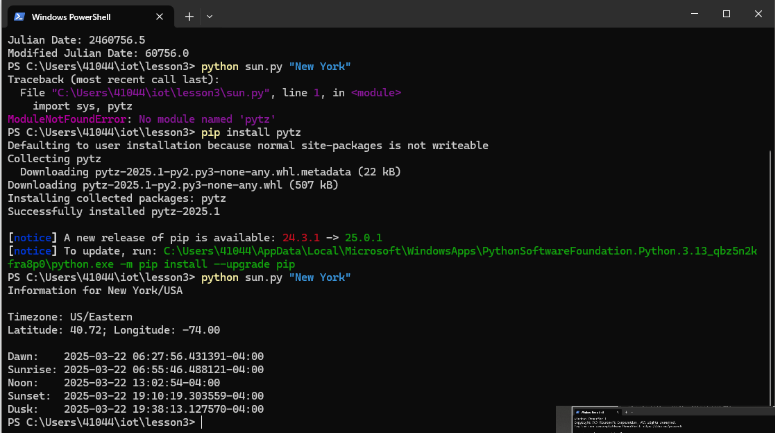 Windows PowerShell
Julian Date: 2460756.5
Modified Julian Date: 60756.0
PS C:\Users\41044\iot\lesson3> python sun.py "New York"
Traceback (most recent call last):
  File "C:\Users\41044\iot\lesson3\sun.py", line 1, in <module>
    import sys, pytz
ModuleNotFoundError: No module named 'pytz'
PS C:\Users\41044\iot\lesson3> pip install pytz
Defaulting to user installation because normal site-packages is not writeable
Collecting pytz
  Downloading pytz-2025.1-py2.py3-none-any.whl.metadata (22 kB)
Downloading pytz-2025.1-py2.py3-none-any.whl (507 kB)
Installing collected packages: pytz
Successfully installed pytz-2025.1
[notice] A new release of pip is available: 24.3.1 -> 25.0.1
[notice] To update, run: C:\Users\41044\AppData\Local\Microsoft\WindowsApps\PythonSoftwareFoundation.Python.3.13_qbz5n2k
fra8p0\python.exe -m pip install --upgrade pip
PS C:\Users\41044\iot\lesson3> python sun.py "New York"
Information for New York/USA
Timezone: US/Eastern
Latitude: 40.72; Longitude: -74.00
Dawn:    2025-03-22 06:27:56.431391-04:00
Sunrise: 2025-03-22 06:55:46.488121-04:00
Noon:    2025-03-22 13:02:54-04:00
Sunset:  2025-03-22 19:10:19.303559-04:00
Dusk:    2025-03-22 19:38:13.127570-04:00
PS C:\Users\41044\iot\lesson3>